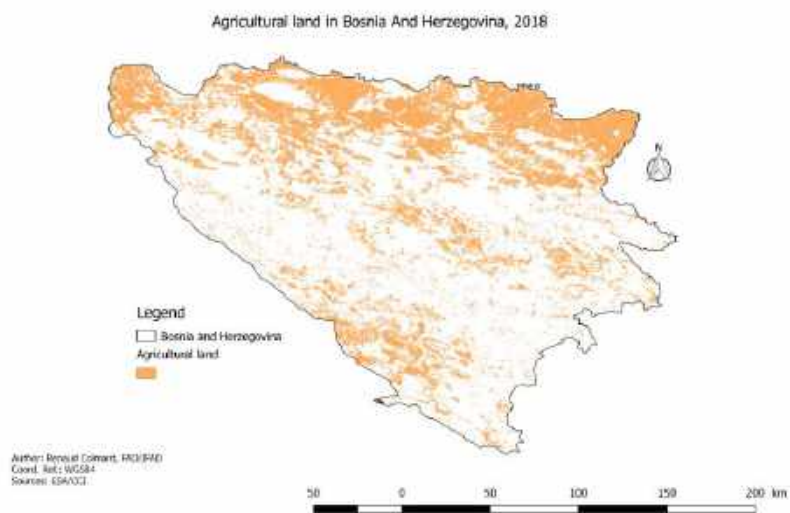 Agricultural land in Bosnia And Herzegovina, 2018
N
Legend
Bosnia and Herzegovina
Agricultural land
Author: Renaud Colmant, FAO/IFAD
Coord. Ref.: WGS84
Sources: ESA/CCI
50 0 50 100 150 200 km